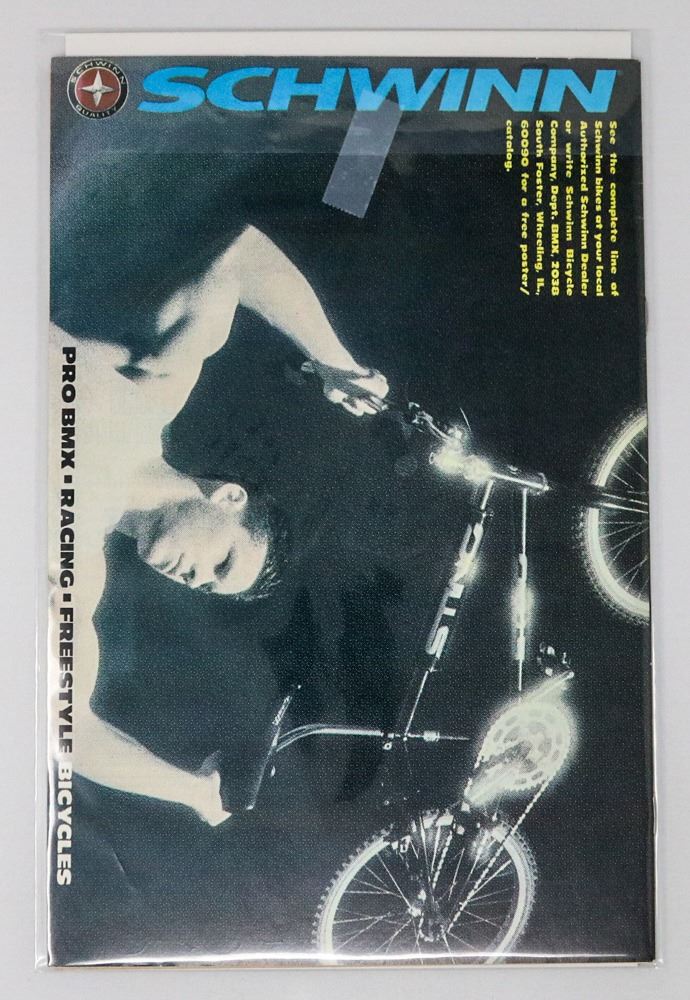 SCHWINN
QUALITY
SCHWINN
See the complete line of
Schwinn bikes at your local
Authorized Schwinn Dealer
or write Schwinn Bicycle
Company, Dept. BMX, 2038
South Foster, Wheeling, IL,
60090 for a free poster/
catalog.
STING
PRO BMX ▪ RACING ▪ FREESTYLE BICYCLES